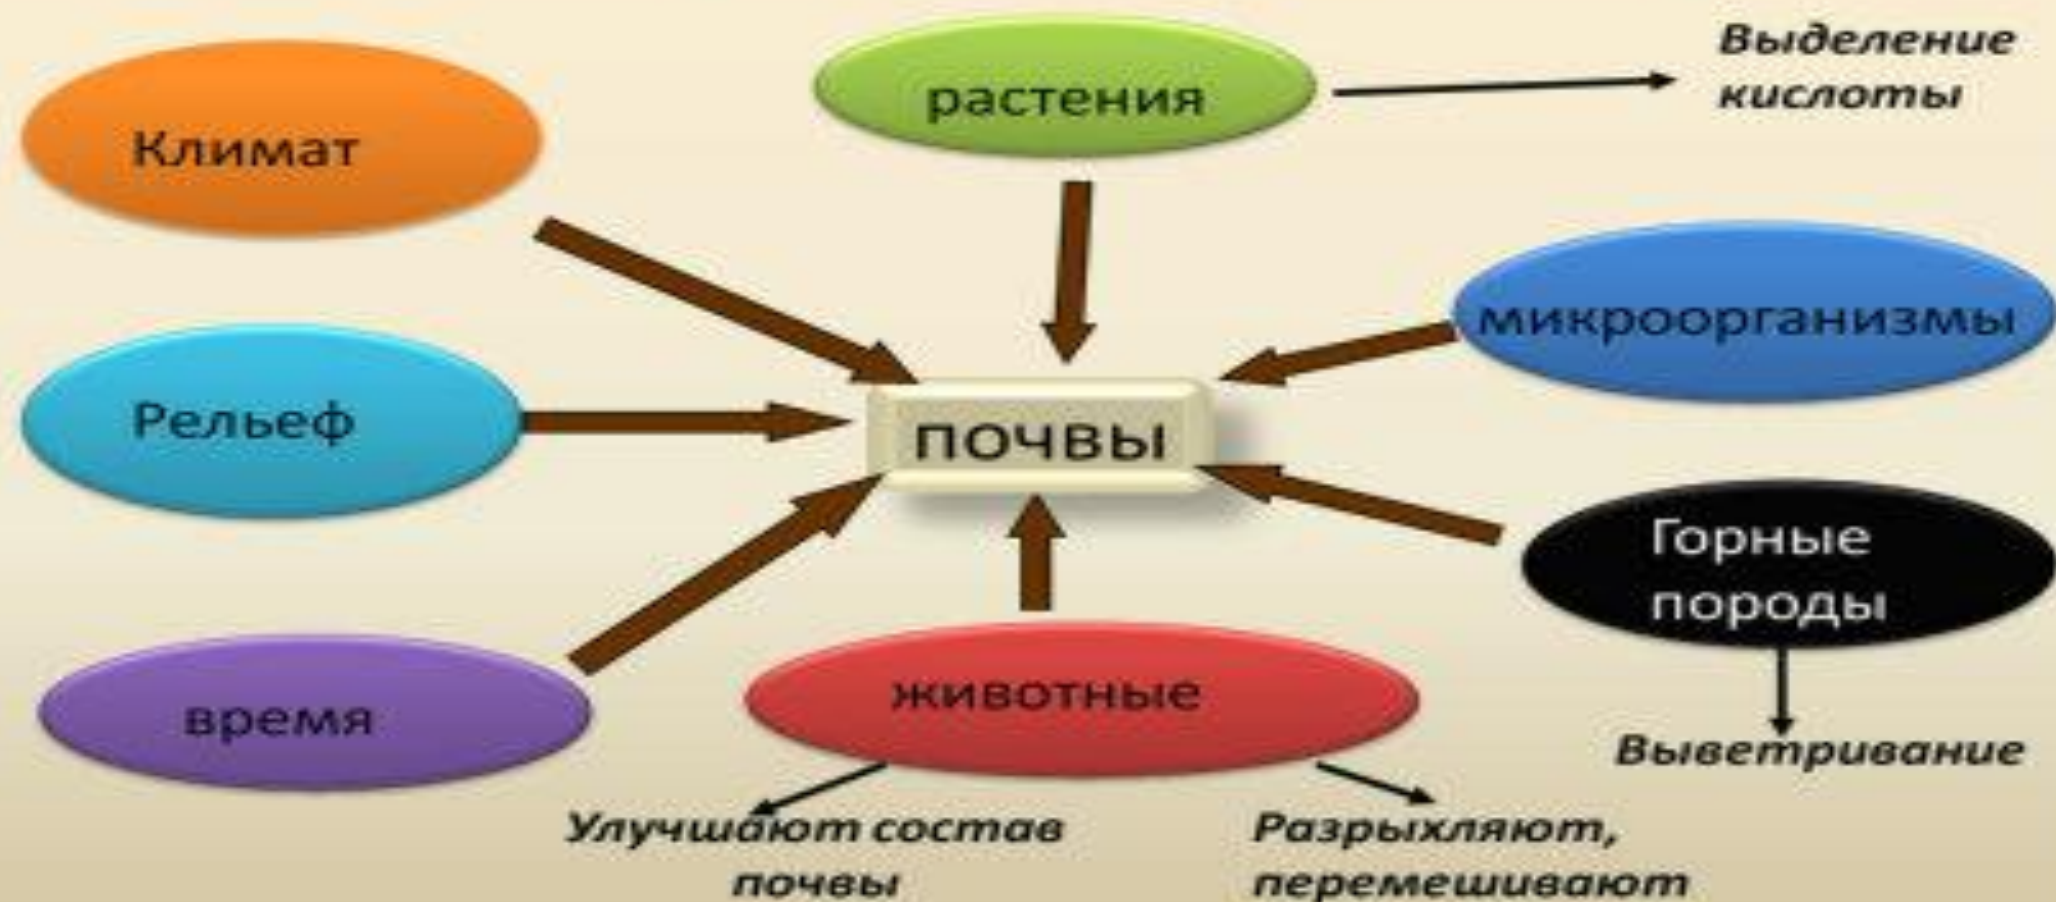 Климат
растения
Выделение
кислоты
микроорганизмы
Рельеф
почвы
Горные
породы
время
животные
Выветривание
Улучшают состав
почвы
Разрыхляют,
перемешивают